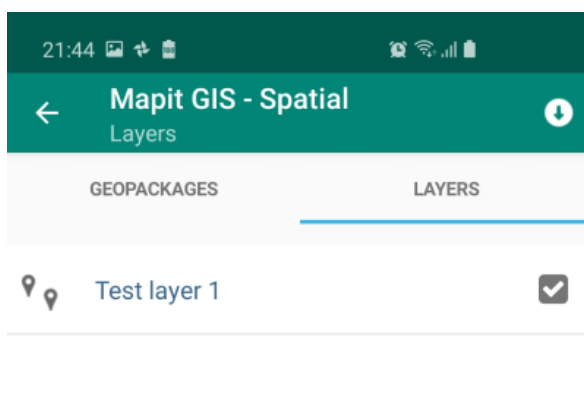 21:44
Mapit GIS - Spatial
Layers
GEOPACKAGES LAYERS
Test layer 1